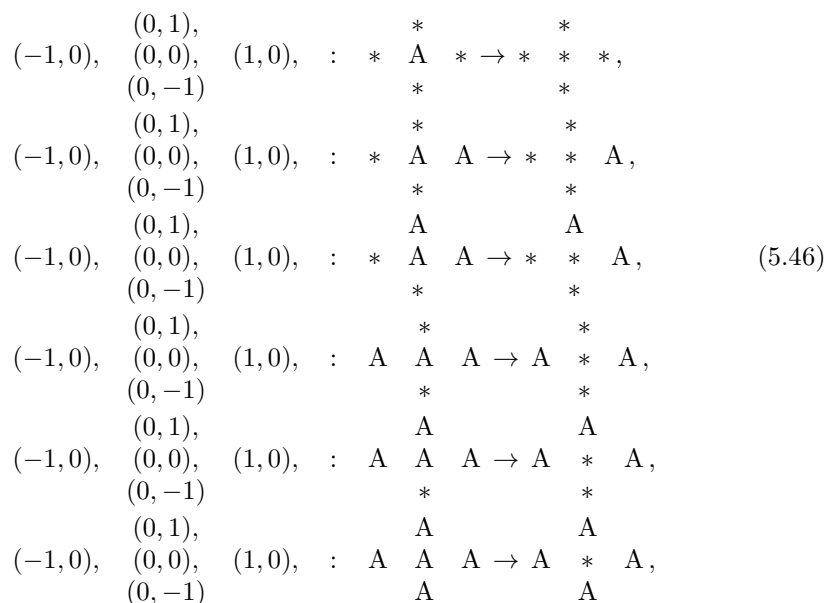 (0, 1), * *
(−1, 0), (0, 0), (1, 0), : * A * → * * *,
(0, −1) * *
(0, 1), * *
(−1, 0), (0, 0), (1, 0), : * A A → * * A,
(0, −1) * *
(0, 1), A A
(−1, 0), (0, 0), (1, 0), : * A A → * * A, (5.46)
(0, −1) * *
(0, 1), * *
(−1, 0), (0, 0), (1, 0), : A A A → A * A,
(0, −1) * *
(0, 1), A A
(−1, 0), (0, 0), (1, 0), : A A A → A * A,
(0, −1) * *
(0, 1), A A
(−1, 0), (0, 0), (1, 0), : A A A → A * A,
(0, −1) A A